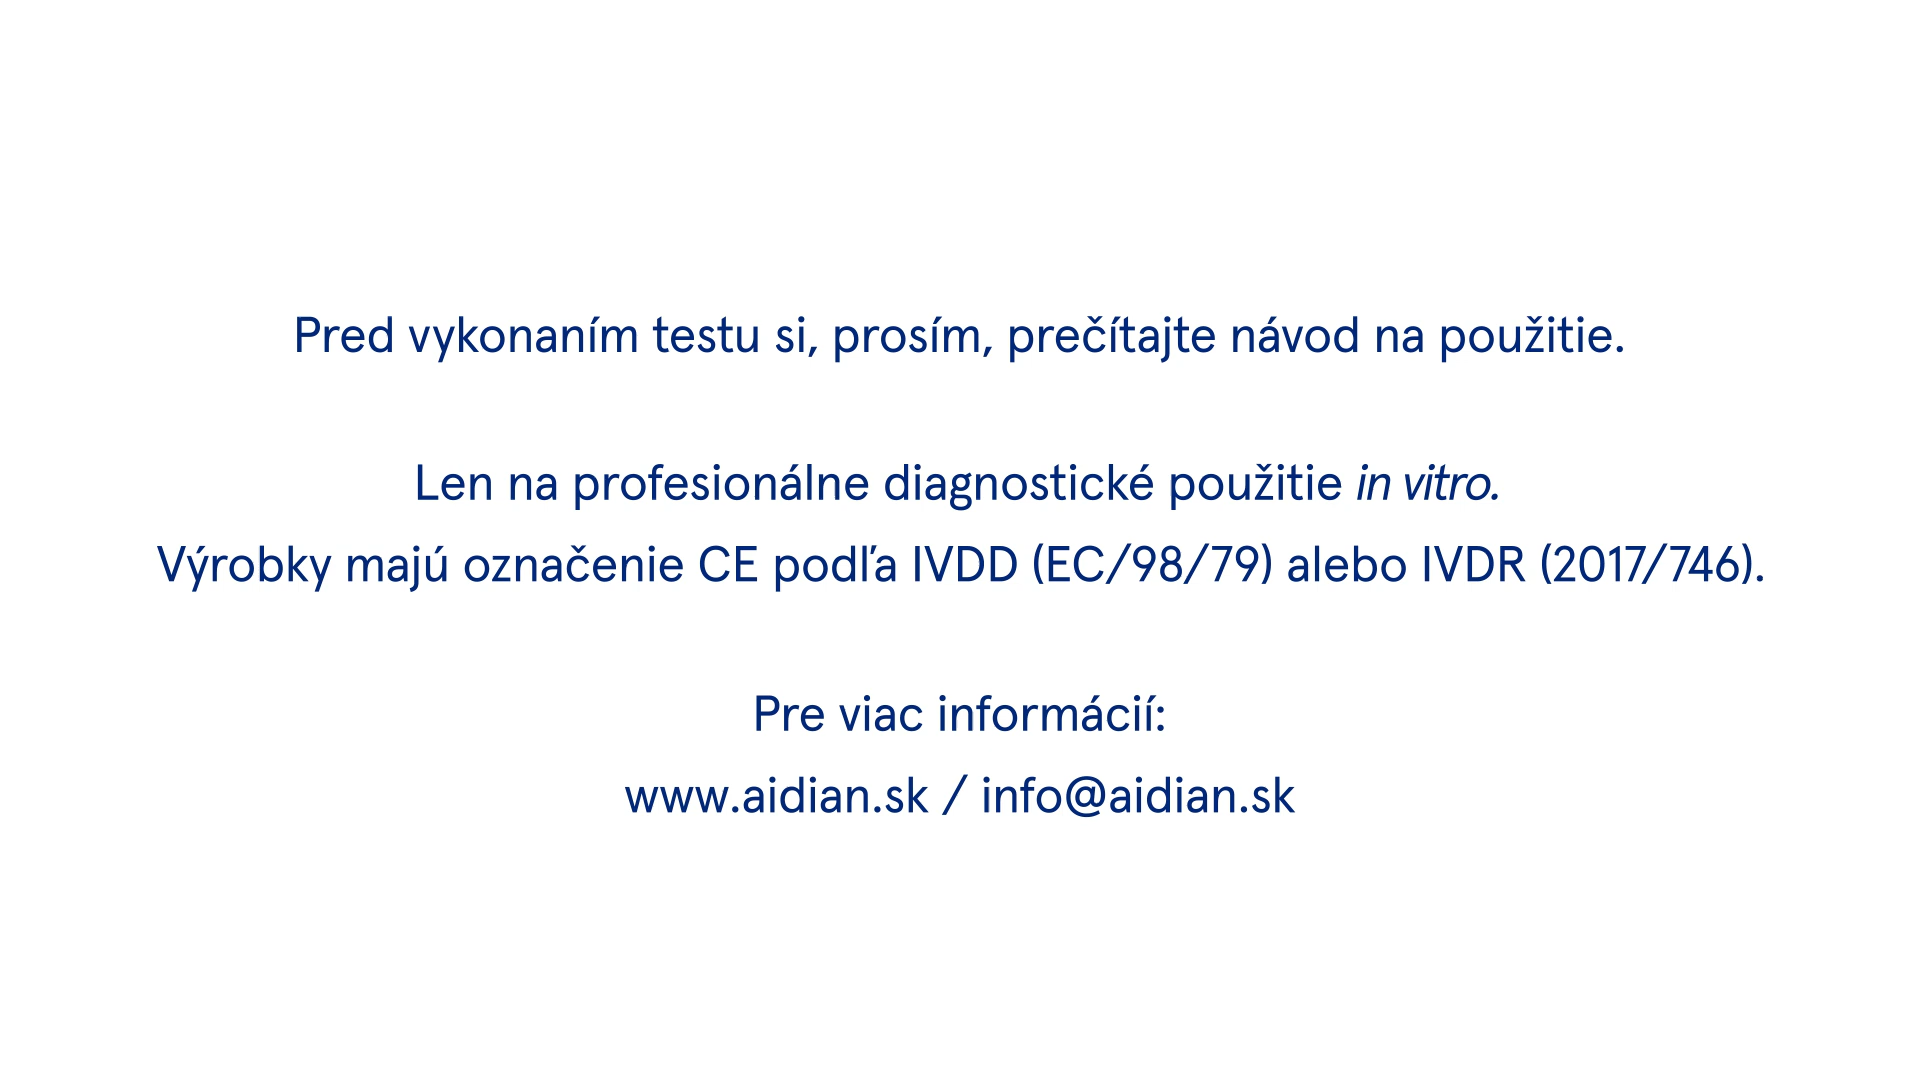 Pred vykonaním testu si, prosím, prečítajte návod na použitie.
Len na profesionálne diagnostické použitie in vitro.
Výrobky majú označenie CE podľa IVDD (EC/98/79) alebo IVDR (2017/746).
Pre viac informácií:
www.aidian.sk / info@aidian.sk